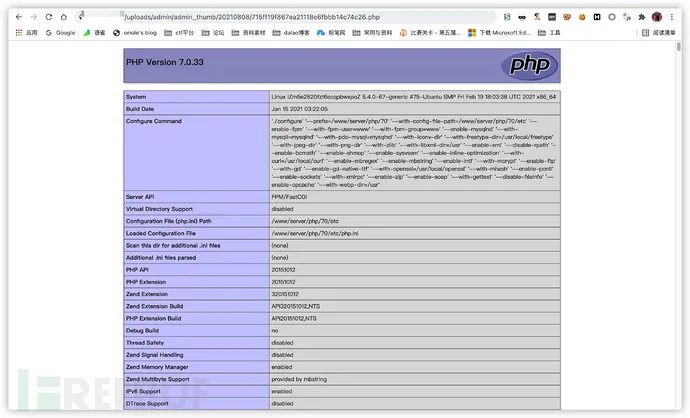 /uploads/admin/admin_thumb/20210808/715ff19f867ea21118e6fbbb14c74c26.php
应用 Google 语雀 oriole's blog ctf平台 论坛 资料素材 dalao博客 粉笔网 常用与资料 比赛关卡 – 第五届... 主页 下载 Microsoft Ed... 其他 阅读清单
PHP Version 7.0.33
php
System Linux iZm5e2820fzt6scqpbwxpoZ 5.4.0-67-generic #75-Ubuntu SMP Fri Feb 19 18:03:38 UTC 2021 x86_64
Build Date Jan 15 2021 03:22:05
Configure Command './configure' '--prefix=/www/server/php/70' '--with-config-file-path=/www/server/php/70/etc' '--
enable-fpm' '--with-fpm-user=www' '--with-fpm-group=www' '--enable-mysqlnd' '--with-
mysqli=mysqlnd' '--with-pdo-mysql=mysqlnd' '--with-iconv-dir' '--with-freetype-dir=/usr/local/freetype'
'--with-jpeg-dir' '--with-png-dir' '--with-zlib' '--with-libxml-dir=/usr' '--enable-xml' '--disable-rpath' '--
enable-bcmath' '--enable-shmop' '--enable-sysvsem' '--enable-inline-optimization' '--with-
curl=/usr/local/curl' '--enable-mbregex' '--enable-mbstring' '--enable-intl' '--with-mcrypt' '--enable-ftp'
'--with-gd' '--enable-gd-native-ttf' '--with-openssl=/usr/local/openssl' '--with-mhash' '--enable-pcntl'
'--enable-sockets' '--with-xmlrpc' '--enable-zip' '--enable-soap' '--with-gettext' '--disable-fileinfo' '--
enable-opcache' '--with-webp-dir=/usr'
Server API FPM/FastCGI
Virtual Directory Support disabled
Configuration File (php.ini) Path /www/server/php/70/etc
Loaded Configuration File /www/server/php/70/etc/php.ini
Scan this dir for additional .ini files (none)
Additional .ini files parsed (none)
PHP API 20151012
PHP Extension 20151012
Zend Extension 320151012
Zend Extension Build API320151012,NTS
PHP Extension Build API20151012,NTS
Debug Build no
Thread Safety disabled
Zend Signal Handling disabled
Zend Memory Manager enabled
Zend Multibyte Support provided by mbstring
IPv6 Support enabled
DTrace Support disabled
FREEBUF